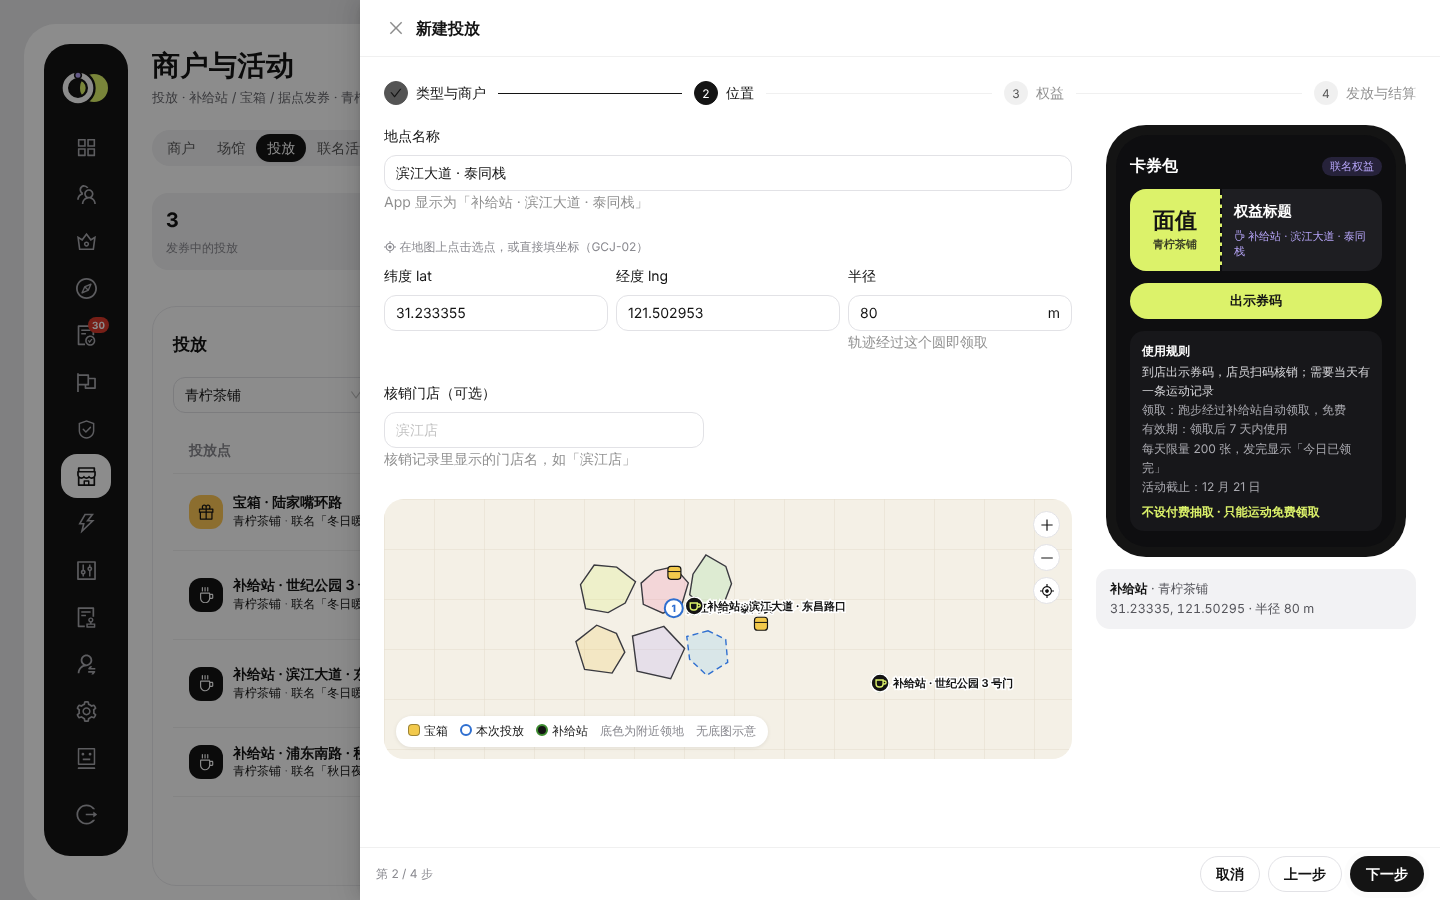 新建投放
类型与商户
2 位置
3 权益
4 发放与结算
商户与活动
投放 · 补给站 / 宝箱 / 据点发券 · 青柠
商户
场馆
投放
联名活
3
发券中的投放
30
投放
青柠茶铺
投放点
宝箱 · 陆家嘴环路
青柠茶铺 · 联名「冬日暖
补给站 · 世纪公园 3
青柠茶铺 · 联名「冬日暖
补给站 · 滨江大道 · 东
青柠茶铺 · 联名「冬日暖
补给站 · 浦东南路 · 秋
青柠茶铺 · 联名「秋日夜
地点名称
滨江大道 · 泰同栈
App 显示为「补给站 · 滨江大道 · 泰同栈」
在地图上点击选点，或直接填坐标（GCJ-02）
纬度 lat
经度 lng
半径
31.233355
121.502953
80 m
轨迹经过这个圆即领取
核销门店（可选）
滨江店
核销记录里显示的门店名，如「滨江店」
1
补给站 · 滨江大道 · 东昌路口
补给站 · 世纪公园 3 号门
宝箱
本次投放
补给站
底色为附近领地
无底图示意
卡券包
联名权益
面值
青柠茶铺
权益标题
补给站 · 滨江大道 · 泰同
栈
出示券码
使用规则
到店出示券码，店员扫码核销；需要当天有
一条运动记录
领取：跑步经过补给站自动领取，免费
有效期：领取后 7 天内使用
每天限量 200 张，发完显示「今日已领
完」
活动截止：12 月 21 日
不设付费抽取 · 只能运动免费领取
补给站 · 青柠茶铺
31.23335, 121.50295 · 半径 80 m
第 2 / 4 步
取消
上一步
下一步